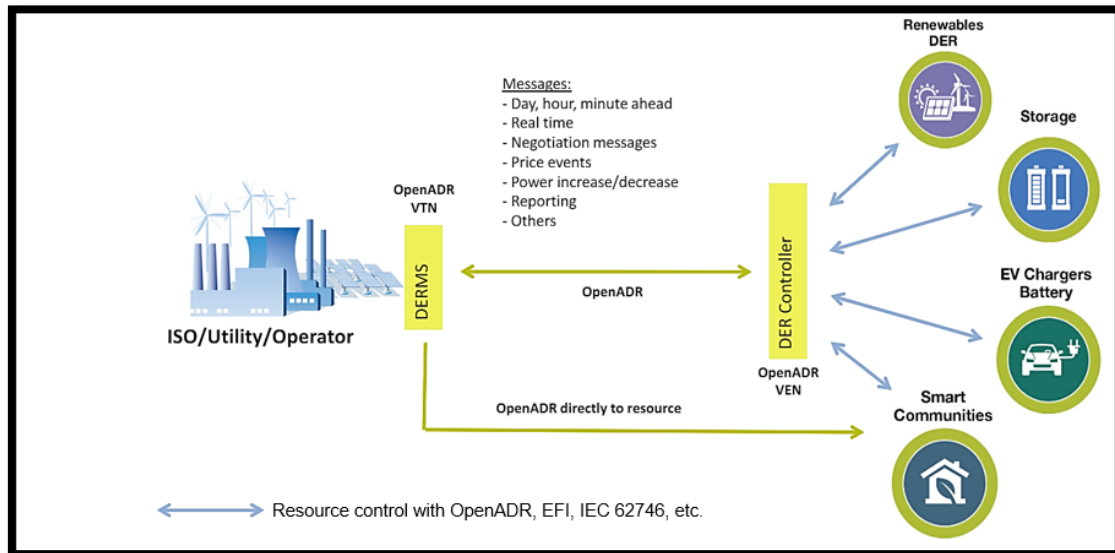 Renewables
DER
Messages:
- Day, hour, minute ahead
- Real time
- Negotiation messages
- Price events
- Power increase/decrease
- Reporting
- Others
Storage
OpenADR
VTN
DERMS
OpenADR
DER Controller
EV Chargers
Battery
ISO/Utility/Operator
OpenADR
VEN
OpenADR directly to resource
Smart
Communities
Resource control with OpenADR, EFI, IEC 62746, etc.